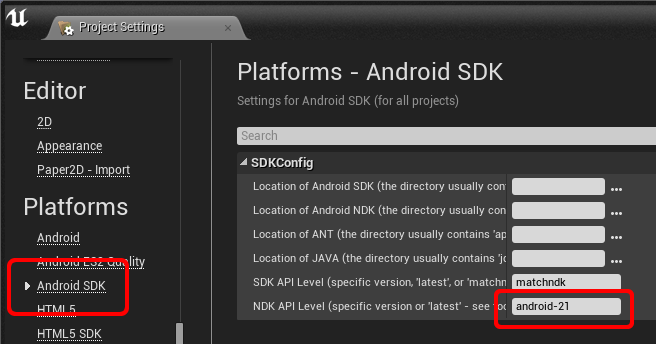 Project Settings
Editor
2D
Appearance
Paper2D - Import
Platforms
Android
Android ES2 Quality
Android SDK
HTML5
HTML5 SDK
Platforms - Android SDK
Settings for Android SDK (for all projects)
Search
SDKConfig
Location of Android SDK (the directory usually con
Location of Android NDK (the directory usually con
Location of ANT (the directory usually contains 'ap
Location of JAVA (the directory usually contains 'jo
SDK API Level (specific version, 'latest', or 'matchn matchndk
NDK API Level (specific version or 'latest' - see too android-21